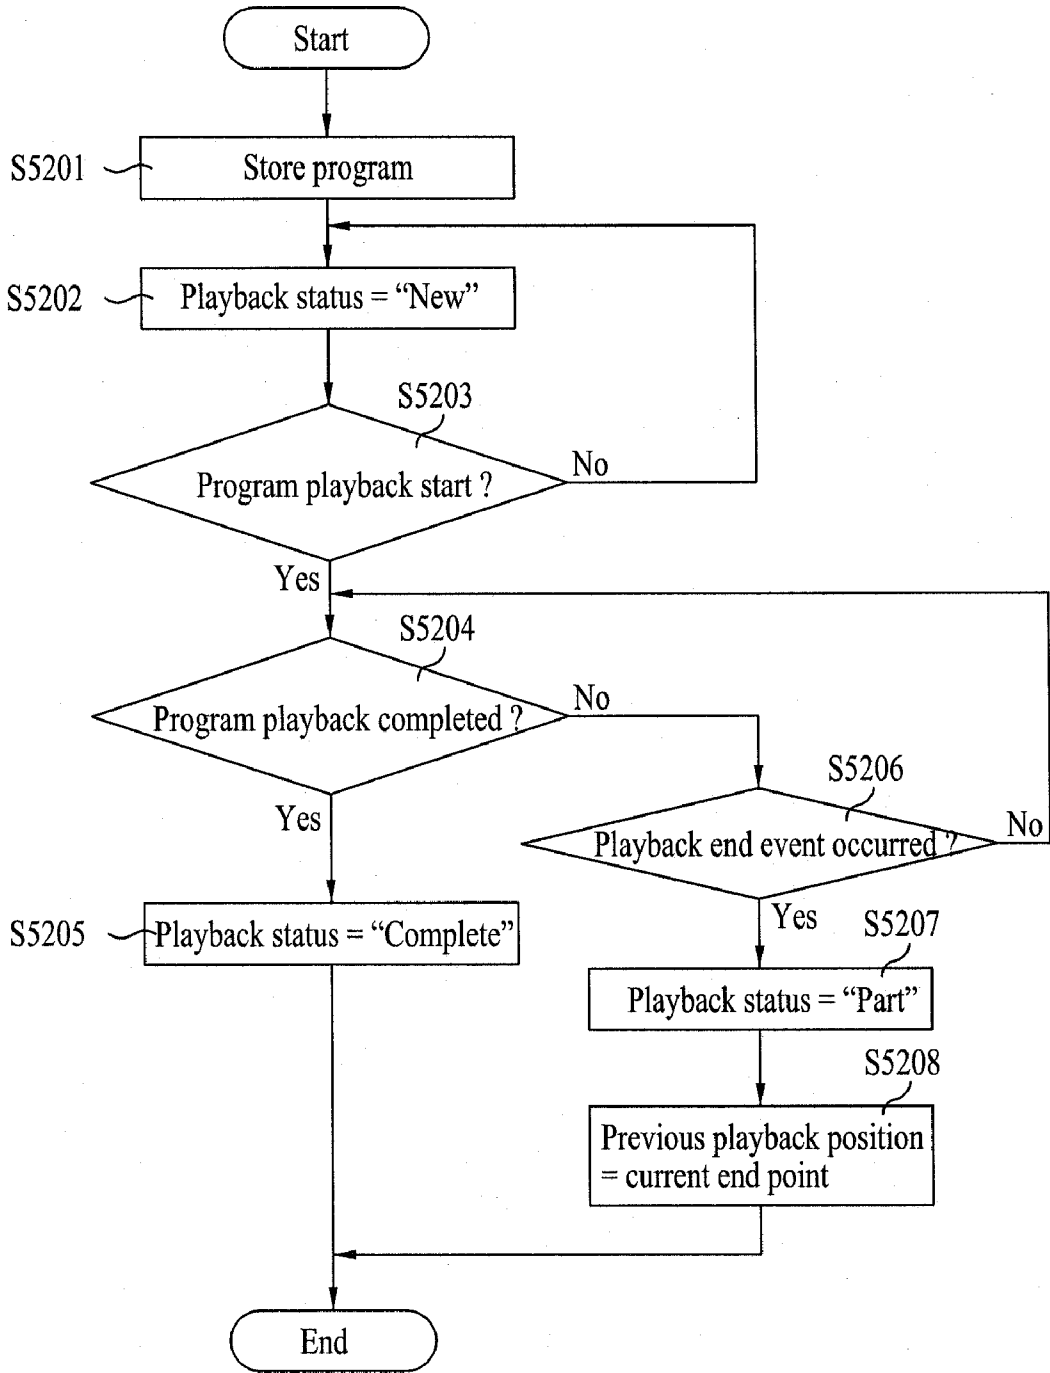 Start
S5201
Store program
S5202
Playback status = “New”
S5203
Program playback start ?
No
Yes
S5204
Program playback completed ?
No
Yes
S5206
Playback end event occurred ?
No
Yes
S5205
Playback status = “Complete”
S5207
Playback status = “Part”
S5208
Previous playback position
= current end point
End